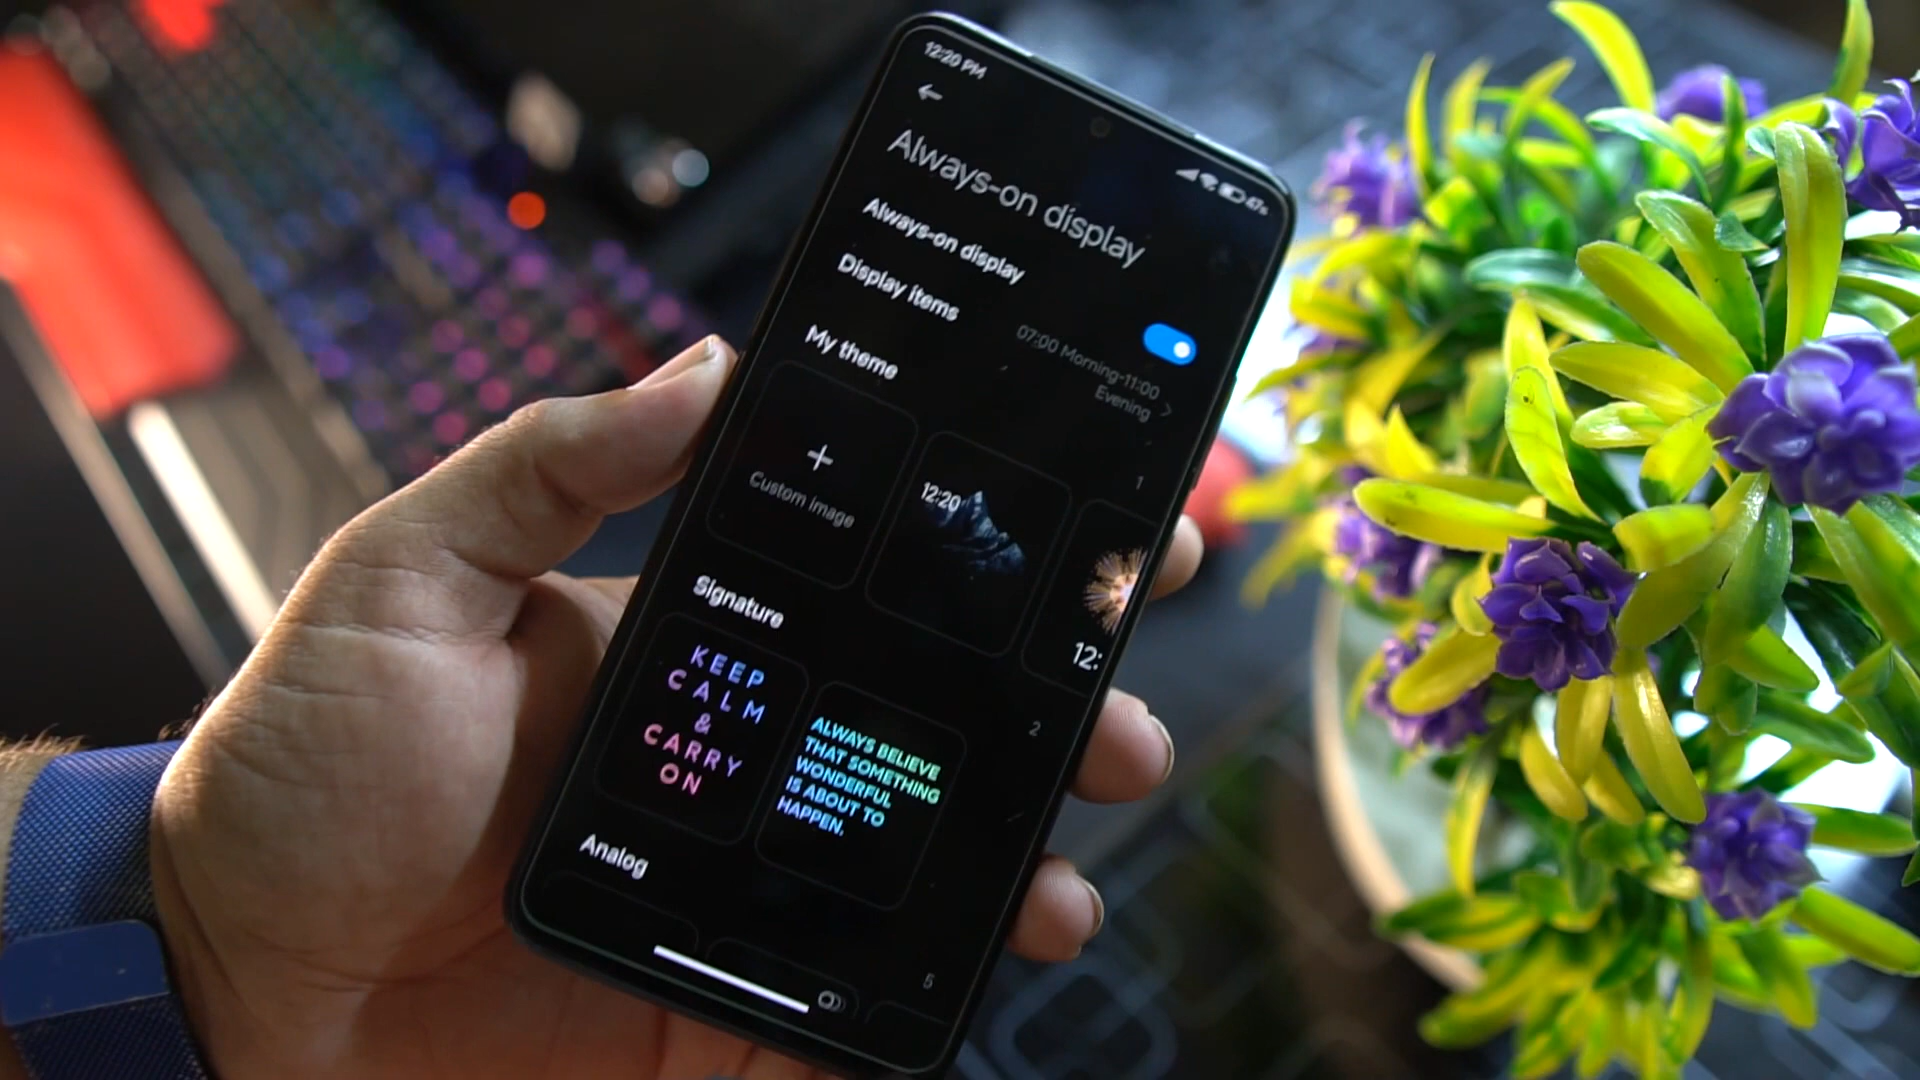 12:20 PM
47%
Always-on display
Always-on display
Display items
07:00 Morning-11:00
Evening
My theme
1
Custom image
12:20
12:
Signature
2
KEEP
CALM
&
CARRY
ON
ALWAYS BELIEVE
THAT SOMETHING
WONDERFUL
IS ABOUT TO
HAPPEN.
Analog
5